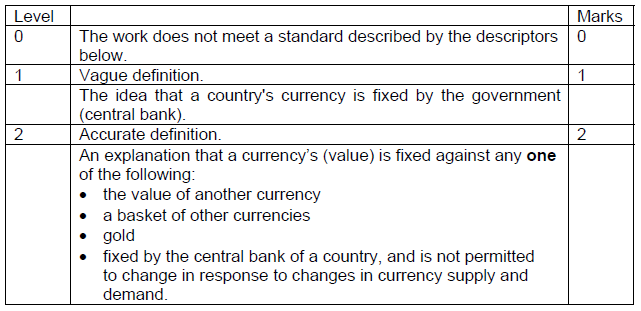 Level Marks
0 The work does not meet a standard described by the descriptors 0
below.
1 Vague definition. 1
The idea that a country's currency is fixed by the government
(central bank).
2 Accurate definition. 2
An explanation that a currency's (value) is fixed against any one
of the following:
• the value of another currency
• a basket of other currencies
• gold
• fixed by the central bank of a country, and is not permitted
to change in response to changes in currency supply and
demand.